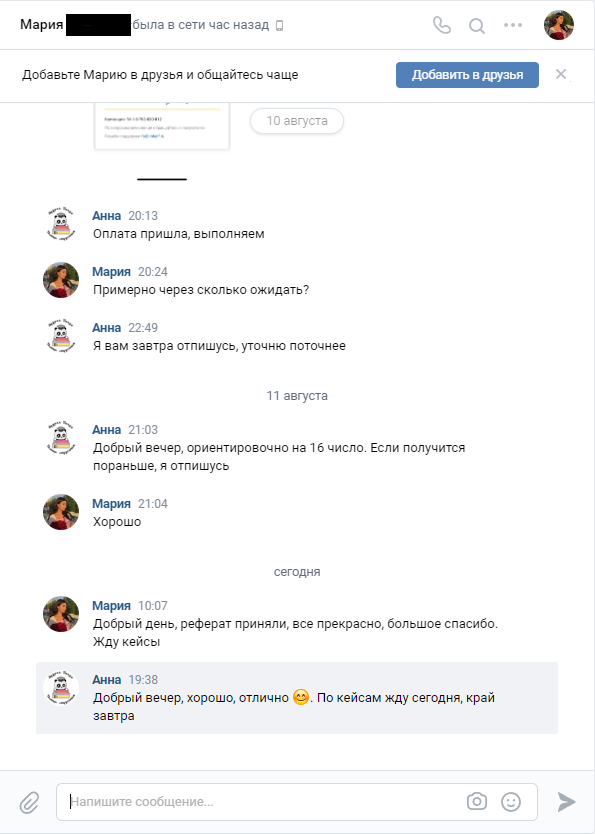 Мария была в сети час назад
Добавьте Марию в друзья и общайтесь чаще
Добавить в друзья
10 августа
Анна 20:13
Оплата пришла, выполняем
Мария 20:24
Примерно через сколько ожидать?
Анна 22:49
Я вам завтра отпишусь, уточню поточнее
11 августа
Анна 21:03
Добрый вечер, ориентировочно на 16 число. Если получится
пораньше, я отпишусь
Мария 21:04
Хорошо
сегодня
Мария 10:07
Добрый день, реферат приняли, все прекрасно, большое спасибо.
Жду кейсы
Анна 19:38
Добрый вечер, хорошо, отлично 😊. По кейсам жду сегодня, край
завтра
Напишите сообщение...